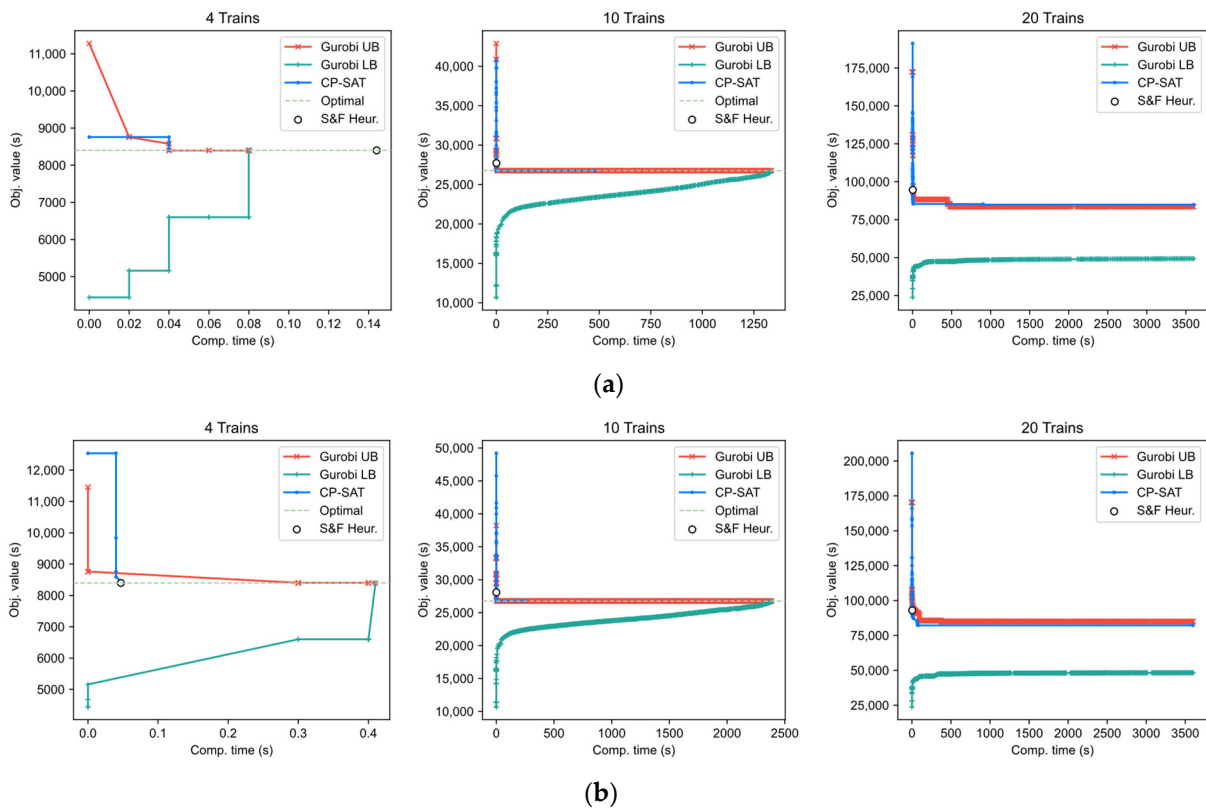 4 Trains
11,000
10,000
9000
8000
7000
6000
5000
Obj. value (s)
Gurobi UB
Gurobi LB
CP-SAT
Optimal
S&F Heur.
0.00 0.02 0.04 0.06 0.08 0.10 0.12 0.14
Comp. time (s)
10 Trains
40,000
35,000
30,000
25,000
20,000
15,000
10,000
Obj. value (s)
Gurobi UB
Gurobi LB
CP-SAT
Optimal
S&F Heur.
0 250 500 750 1000 1250
Comp. time (s)
20 Trains
175,000
150,000
125,000
100,000
75,000
50,000
25,000
Obj. value (s)
Gurobi UB
Gurobi LB
CP-SAT
S&F Heur.
0 500 1000 1500 2000 2500 3000 3500
Comp. time (s)
(a)
4 Trains
12,000
11,000
10,000
9000
8000
7000
6000
5000
Obj. value (s)
Gurobi UB
Gurobi LB
CP-SAT
Optimal
S&F Heur.
0.0 0.1 0.2 0.3 0.4
Comp. time (s)
10 Trains
50,000
45,000
40,000
35,000
30,000
25,000
20,000
15,000
10,000
Obj. value (s)
Gurobi UB
Gurobi LB
CP-SAT
Optimal
S&F Heur.
0 500 1000 1500 2000 2500
Comp. time (s)
20 Trains
200,000
175,000
150,000
125,000
100,000
75,000
50,000
25,000
Obj. value (s)
Gurobi UB
Gurobi LB
CP-SAT
S&F Heur.
0 500 1000 1500 2000 2500 3000 3500
Comp. time (s)
(b)